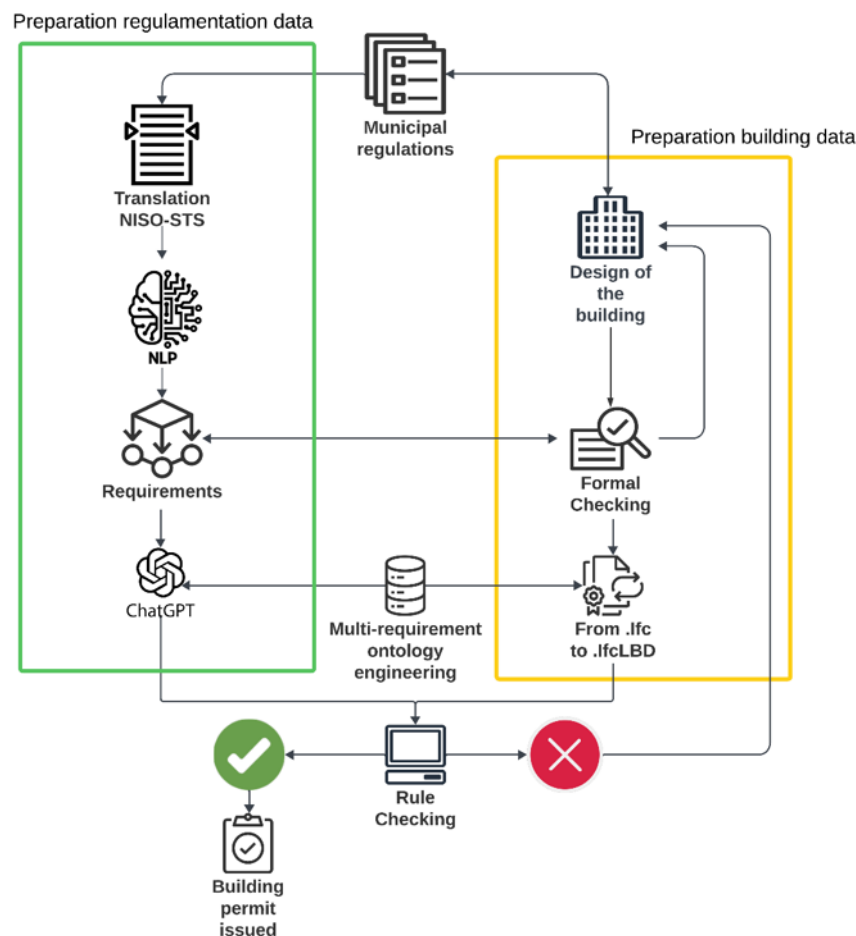 Preparation regulamentation data
Municipal
regulations
Preparation building data
Translation
NISO-STS
Design of
the
building
NLP
Requirements
Formal
Checking
ChatGPT
Multi-requirement
ontology
engineering
From .Ifc
to .IfcLBD
Rule
Checking
Building
permit
issued